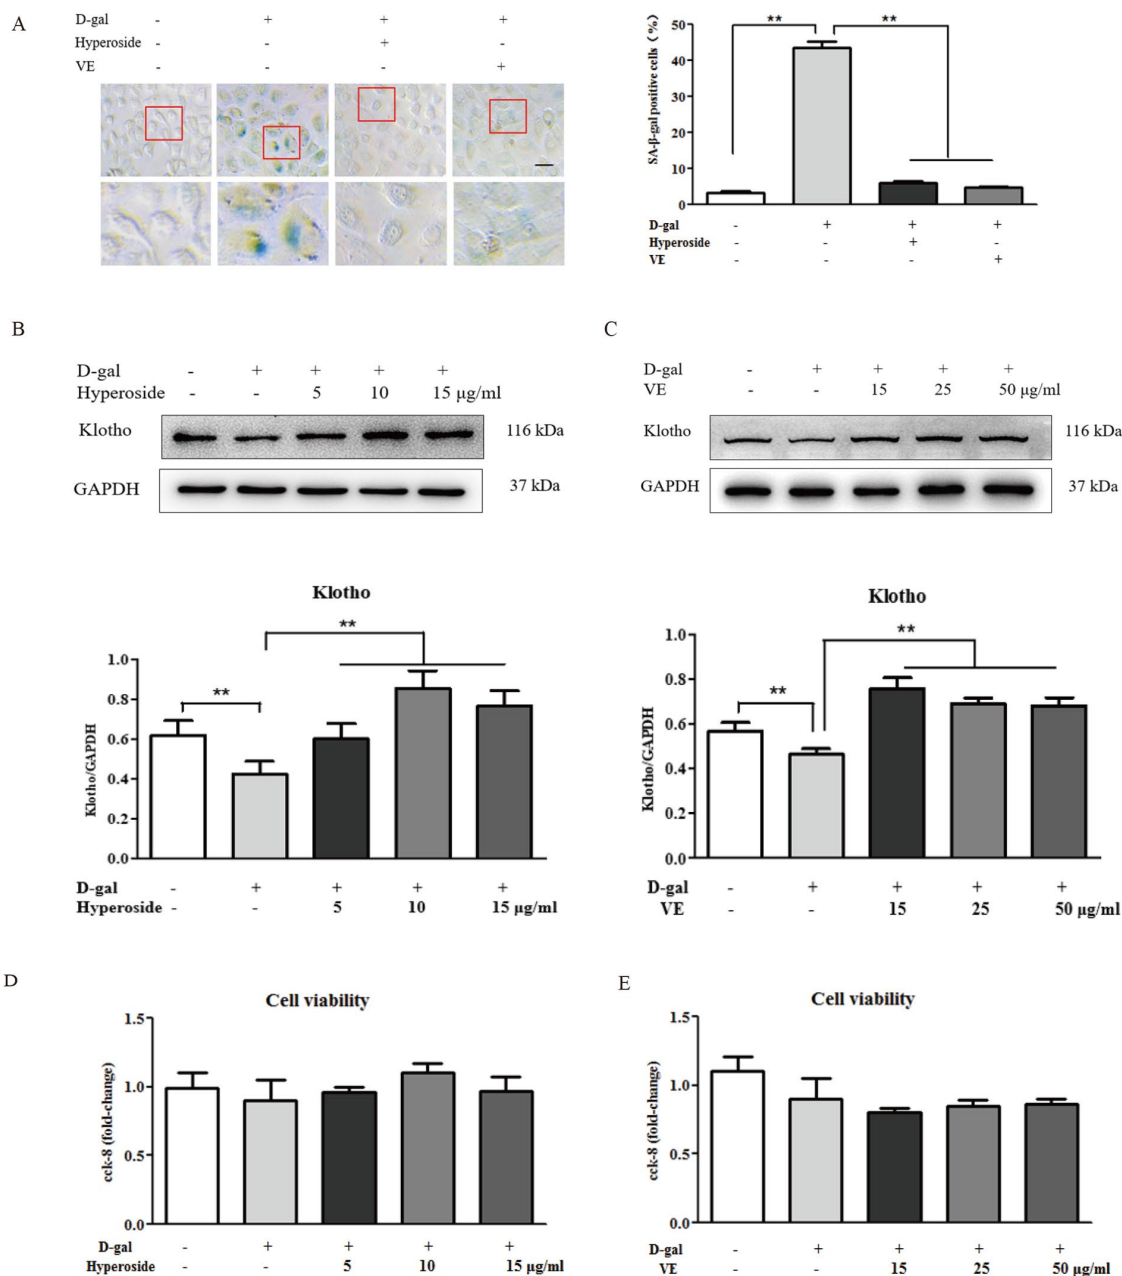 A
D-gal - + + +
Hyperoside - - + -
VE - - - +
** **
SA-β-gal positive cells (%)
50
40
30
20
10
0
D-gal - + + +
Hyperoside - - + -
VE - - - +
B
D-gal - + + + +
Hyperoside - - 5 10 15 μg/ml
Klotho 116 kDa
GAPDH 37 kDa
Klotho
**
**
Klotho/GAPDH
1.0
0.8
0.6
0.4
0.2
0.0
D-gal - + + + +
Hyperoside - - 5 10 15 μg/ml
C
D-gal - + + + +
VE - - 15 25 50 μg/ml
Klotho 116 kDa
GAPDH 37 kDa
Klotho
**
**
Klotho/GAPDH
1.0
0.8
0.6
0.4
0.2
0.0
D-gal - + + + +
VE - - 15 25 50 μg/ml
D
Cell viability
cck-8 (fold-change)
1.5
1.0
0.5
0.0
D-gal - + + + +
Hyperoside - - 5 10 15 μg/ml
E
Cell viability
cck-8 (fold-change)
1.5
1.0
0.5
0.0
D-gal - + + + +
VE - - 15 25 50 μg/ml